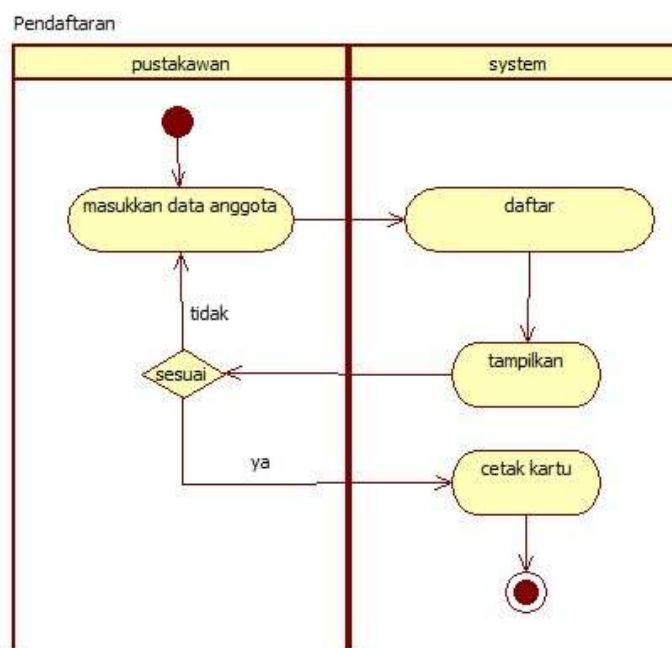 Pendaftaran
pustakawan
system
masukkan data anggota
daftar
tidak
sesuai
tampilkan
ya
cetak kartu